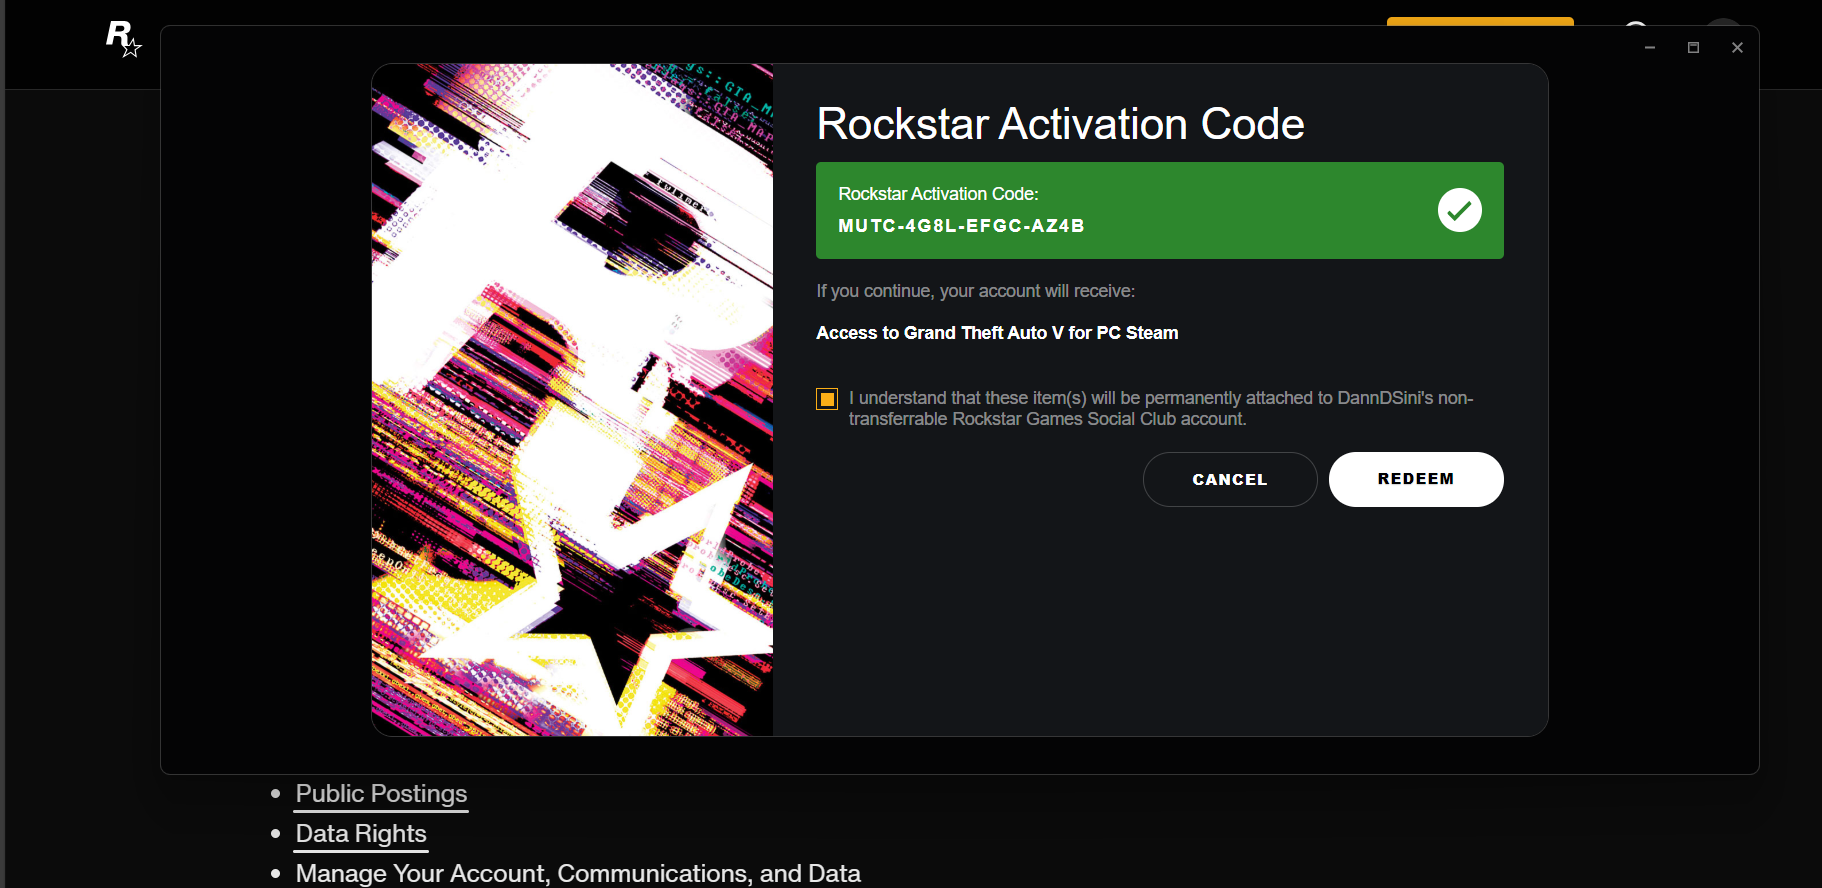 Rockstar Activation Code
Rockstar Activation Code:
MUTC-4G8L-EFGC-AZ4B
If you continue, your account will receive:
Access to Grand Theft Auto V for PC Steam
I understand that these item(s) will be permanently attached to DannDSini's non-
transferrable Rockstar Games Social Club account.
CANCEL
REDEEM
Public Postings
Data Rights
Manage Your Account, Communications, and Data